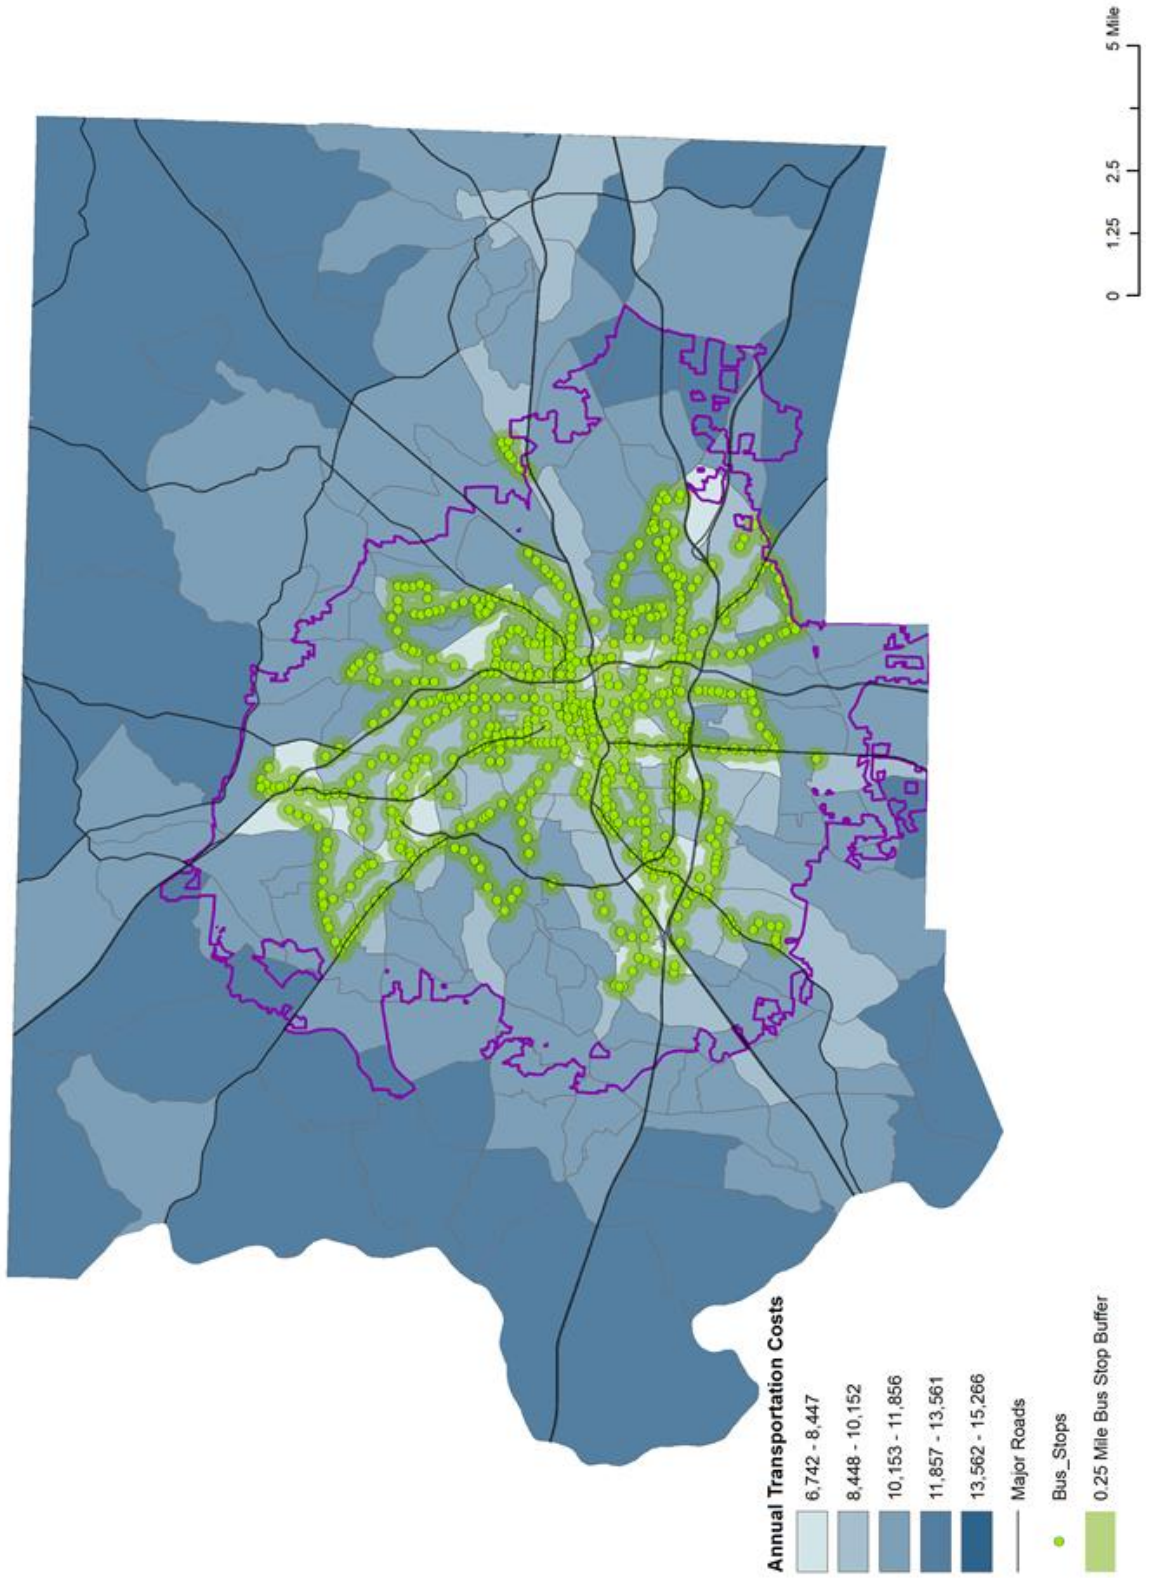 Annual Transportation Costs
6,742 - 8,447
8,448 - 10,152
10,153 - 11,856
11,857 - 13,561
13,562 - 15,266
Major Roads
Bus_Stops
0.25 Mile Bus Stop Buffer
0 1.25 2.5 5 Mile